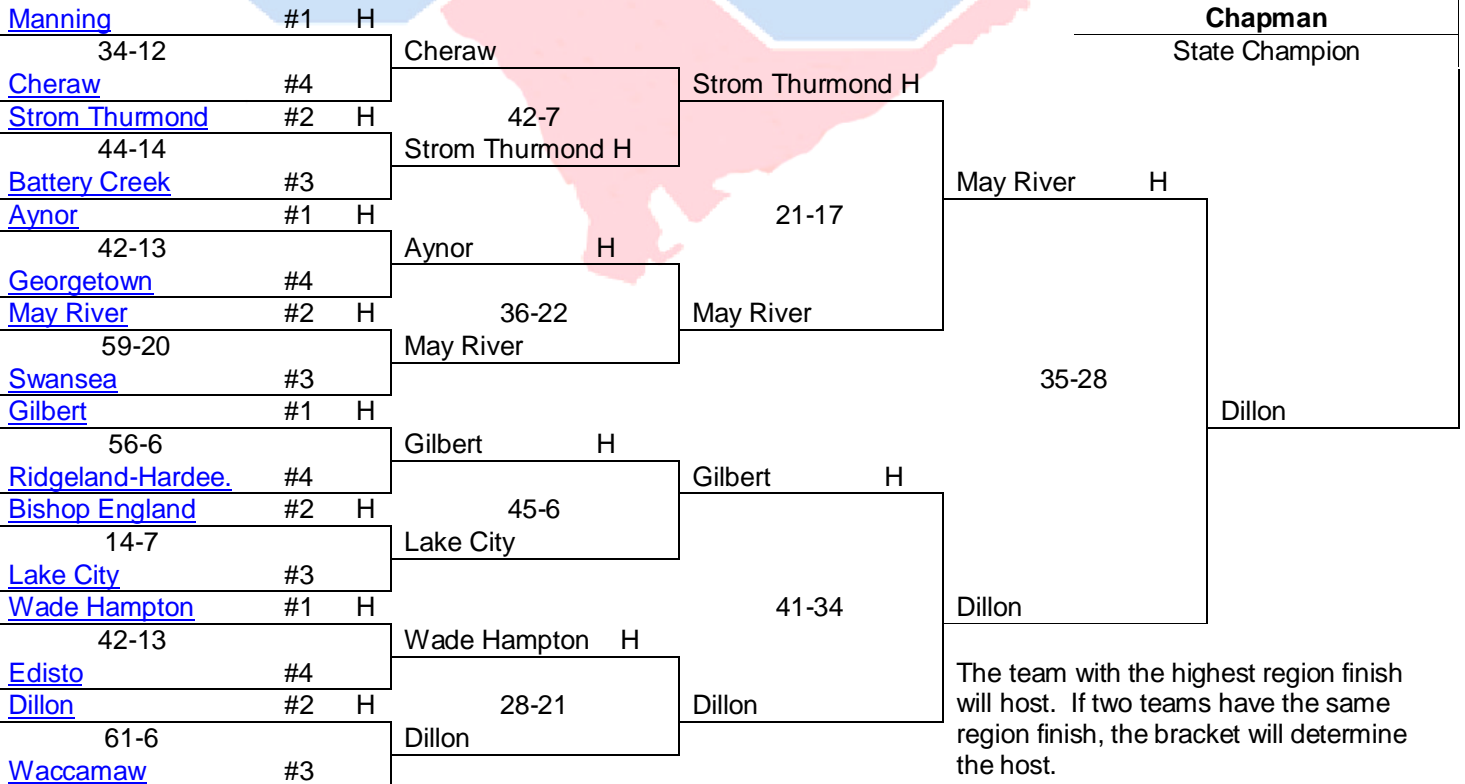 Manning #1 H Chapman
34-12 Cheraw State Champion
Cheraw #4 Strom Thurmond H
Strom Thurmond #2 H 42-7
44-14 Strom Thurmond H
Battery Creek #3 May River H
Aynor #1 H 21-17
42-13 Aynor H
Georgetown #4
May River #2 H 36-22 May River
59-20 May River
Swansea #3 35-28
Gilbert #1 H Dillon
56-6 Gilbert H
Ridgeland-Hardee. #4 Gilbert H
Bishop England #2 H 45-6
14-7 Lake City
Lake City #3
Wade Hampton #1 H 41-34 Dillon
42-13 Wade Hampton H
Edisto #4 The team with the highest region finish
Dillon #2 H 28-21 Dillon will host. If two teams have the same
61-6 Dillon region finish, the bracket will determine
Waccamaw #3 the host.